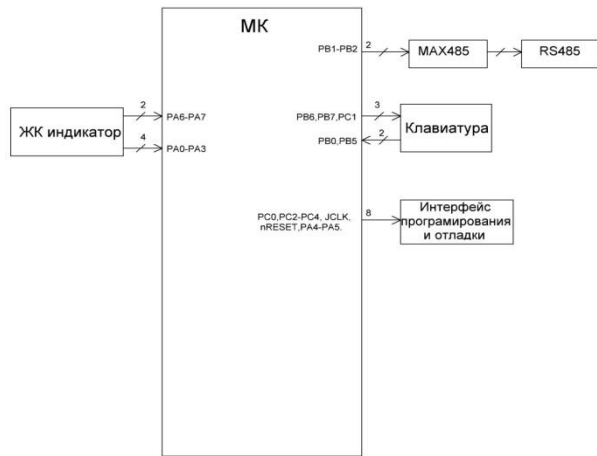 МК
PB1-PB2
2
MAX485
RS485
2
PA6-PA7
ЖК индикатор
4
PA0-PA3
PB6,PB7,PC1
3
Клавиатура
PB0,PB5
2
PC0,PC2-PC4, JCLK,
nRESET,PA4-PA5.
8
Интерфейс
програмирования
и отладки